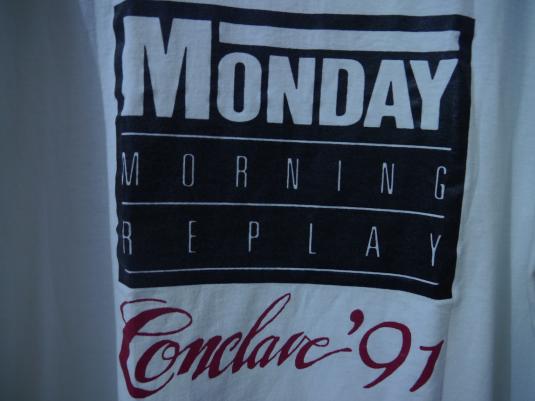 MONDAY
MORNING
REPLAY
Conclave '91